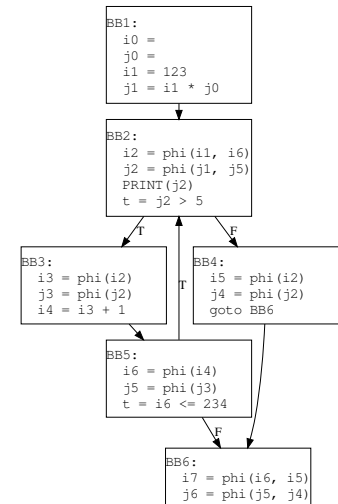 BB1:
i0 =
j0 =
i1 = 123
j1 = i1 * j0
BB2:
i2 = phi(i1, i6)
j2 = phi(j1, j5)
PRINT(j2)
t = j2 > 5
T
F
BB3:
i3 = phi(i2)
j3 = phi(j2)
i4 = i3 + 1
T
BB4:
i5 = phi(i2)
j4 = phi(j2)
goto BB6
BB5:
i6 = phi(i4)
j5 = phi(j3)
t = i6 <= 234
F
BB6:
i7 = phi(i6, i5)
j6 = phi(j5, j4)